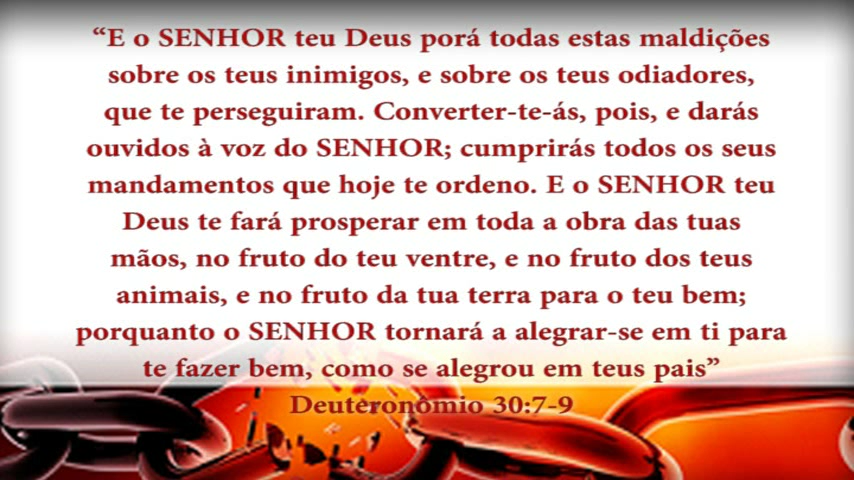 “E o SENHOR teu Deus porá todas estas maldições
sobre os teus inimigos, e sobre os teus odiadores,
que te perseguiram. Converter-te-ás, pois, e darás
ouvidos à voz do SENHOR; cumprirás todos os seus
mandamentos que hoje te ordeno. E o SENHOR teu
Deus te fará prosperar em toda a obra das tuas
mãos, no fruto do teu ventre, e no fruto dos teus
animais, e no fruto da tua terra para o teu bem;
porquanto o SENHOR tornará a alegrar-se em ti para
te fazer bem, como se alegrou em teus pais”
Deuteronômio 30:7-9